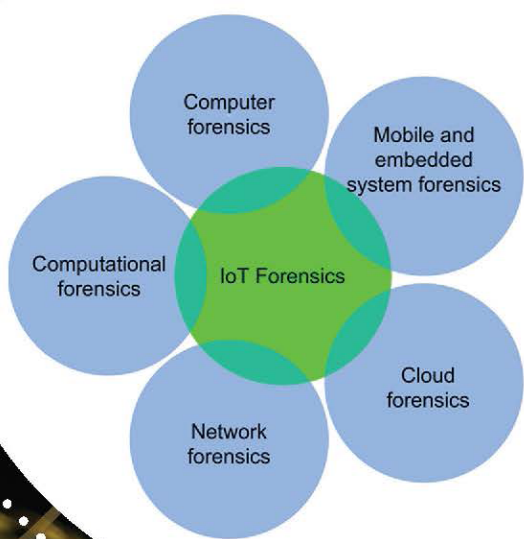 Computer
forensics
Mobile and
embedded
system forensics
Computational
forensics
IoT Forensics
Cloud
forensics
Network
forensics